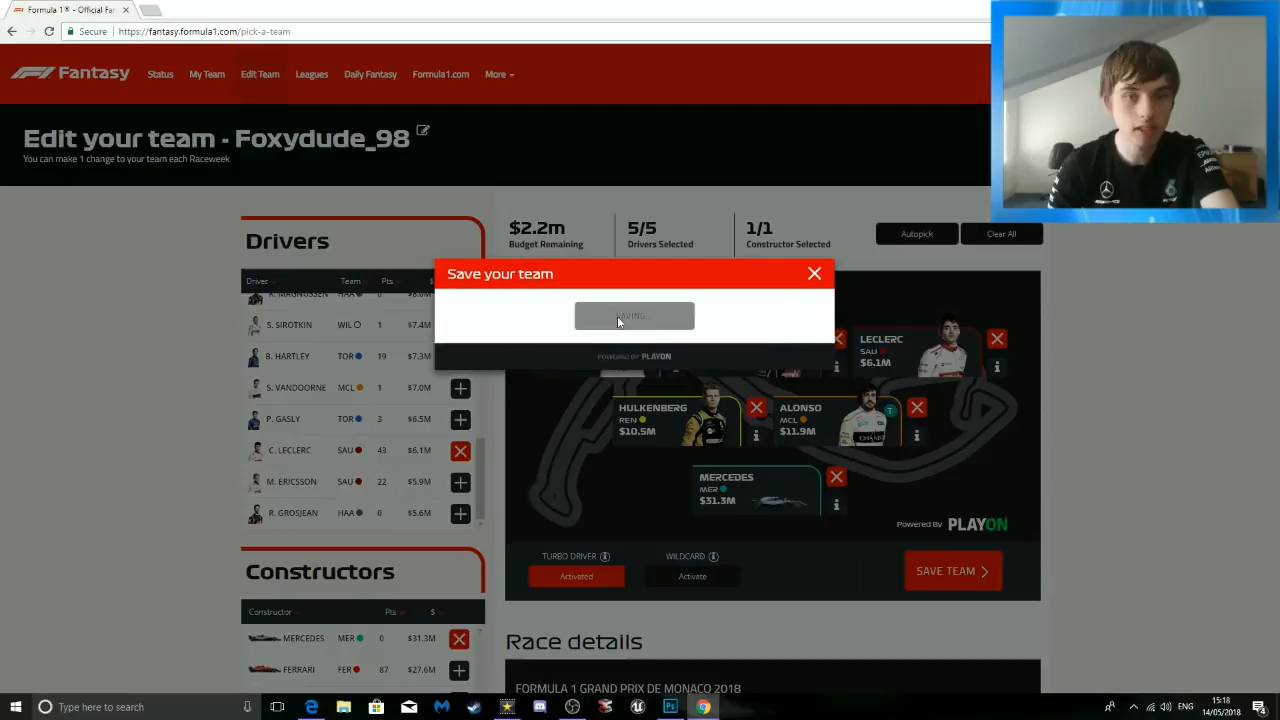 Formula 1® - Official Fan
Secure
https://fantasy.formula1.com/pick-a-team
Fantasy
Status
My Team
Edit Team
Leagues
Daily Fantasy
Formula1.com
More
Edit your team - Foxydude_98
You can make 1 change to your team each Raceweek
Drivers
$2.2m
Budget Remaining
5/5
Drivers Selected
1/1
Constructor Selected
Autopick
Clear All
Save your team
SAVING...
POWERED BY PLAYON
Driver Team Pts $
K. MAGNUSSEN HAA 0 $8.0M
S. SIROTKIN WIL 1 $7.4M
B. HARTLEY TOR 19 $7.3M
S. VANDOORNE MCL 1 $7.0M
P. GASLY TOR 3 $6.5M
C. LECLERC SAU 43 $6.1M
M. ERICSSON SAU 22 $5.9M
R. GROSJEAN HAA 0 $5.6M
LECLERC
SAU
$6.1M
HULKENBERG
REN
$10.5M
ALONSO
MCL
$11.9M
T
MERCEDES
MER
$31.3M
Powered By PLAYON
TURBO DRIVER
Activated
WILDCARD
Activate
SAVE TEAM
Constructors
Constructor Pts $
MERCEDES MER 0 $31.3M
FERRARI FER 87 $27.6M
Race details
FORMULA 1 GRAND PRIX DE MONACO 2018
Type here to search
ENG
15:18
14/05/2018